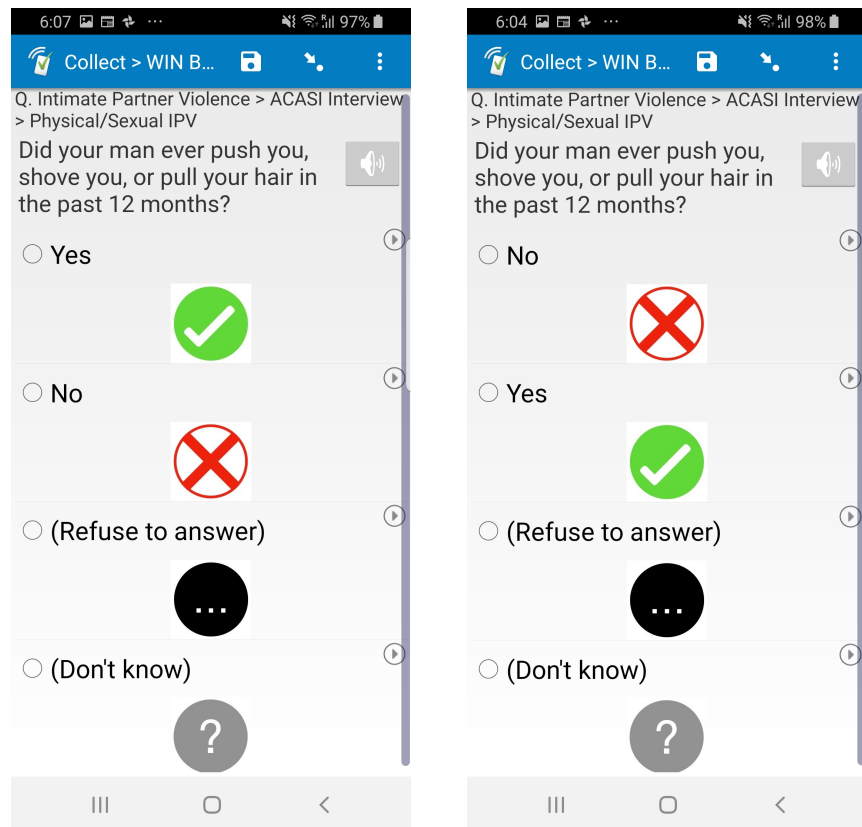 6:07 97%
Collect > WIN B...
Q. Intimate Partner Violence > ACASI Interview
> Physical/Sexual IPV
Did your man ever push you,
shove you, or pull your hair in
the past 12 months?
Yes
No
(Refuse to answer)
...
(Don't know)
?
6:04 98%
Collect > WIN B...
Q. Intimate Partner Violence > ACASI Interview
> Physical/Sexual IPV
Did your man ever push you,
shove you, or pull your hair in
the past 12 months?
No
Yes
(Refuse to answer)
...
(Don't know)
?